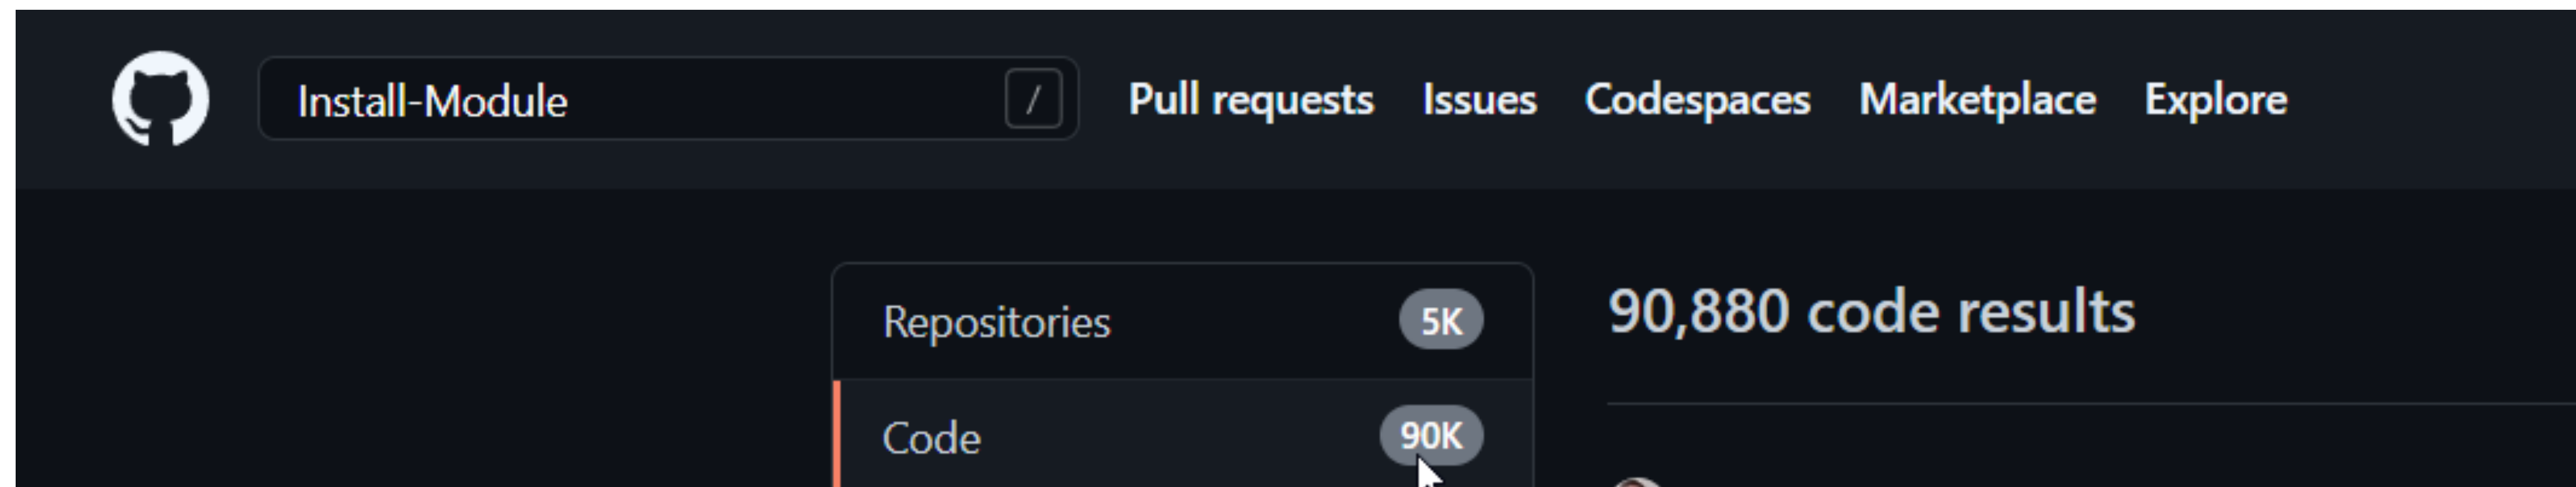 Install-Module / Pull requests Issues Codespaces Marketplace Explore
Repositories 5K
90,880 code results
Code 90K